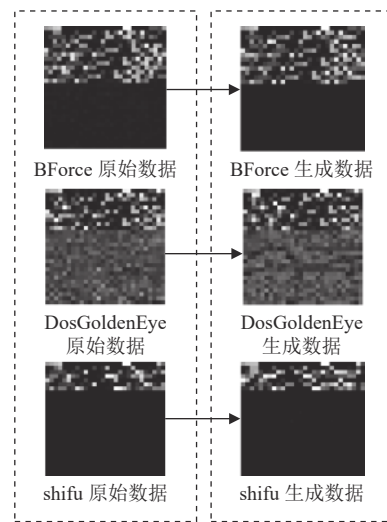 BForce 原始数据
BForce 生成数据
DosGoldenEye
原始数据
DosGoldenEye
生成数据
shifu 原始数据
shifu 生成数据